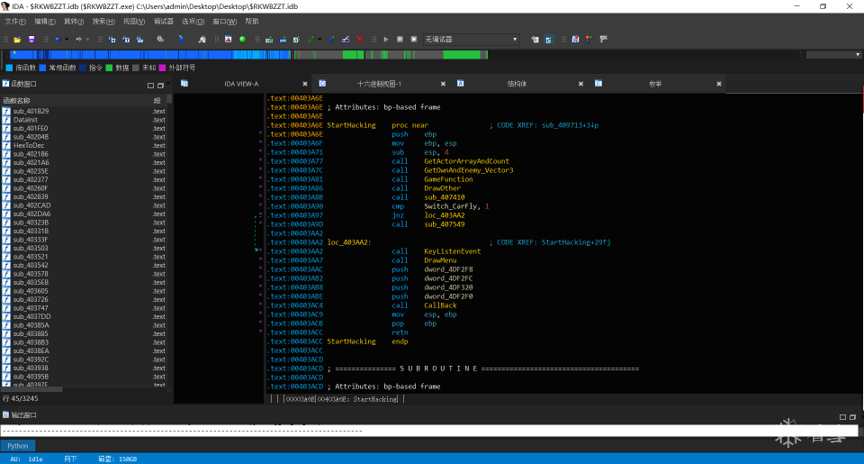 IDA - $RKWBZZT.idb ($RKWBZZT.exe) C:\Users\admin\Desktop\Desktop\$RKWBZZT.idb
文件(F) 编辑(E) 跳转(J) 搜索(H) 视图(V) 调试器 选项(O) 窗口(W) 帮助
无调试器
库函数 常规函数 指令 数据 未知 外部符号
函数窗口 IDA VIEW-A 十六进制视图-1 结构体 枚举
函数名称 段
sub_401B29 .text
DataInit .text
sub_401FE0 .text
sub_40204B .text
HexToDec .text
sub_402186 .text
sub_4021A6 .text
sub_40235E .text
sub_402377 .text
sub_40260F .text
sub_402B39 .text
sub_402CAD .text
sub_402DA6 .text
sub_40323B .text
sub_40331B .text
sub_40333F .text
sub_403503 .text
sub_403521 .text
sub_403542 .text
sub_403578 .text
sub_4035EB .text
sub_403605 .text
sub_403726 .text
sub_403747 .text
sub_4037DD .text
sub_40385A .text
sub_403885 .text
sub_4038B3 .text
sub_4038EA .text
sub_40392C .text
sub_403938 .text
sub_40395B .text
sub_40397E .text
行 45/3245
.text:00403A6E
.text:00403A6E ; Attributes: bp-based frame
.text:00403A6E
.text:00403A6E StartHacking proc near ; CODE XREF: sub_409713+3↓p
.text:00403A6E push ebp
.text:00403A6F mov ebp, esp
.text:00403A71 sub esp, 4
.text:00403A77 call GetActorArrayAndCount
.text:00403A7C call GetOwnAndEnemy_Vector3
.text:00403A81 call GameFunction
.text:00403A86 call DrawOther
.text:00403A8B call sub_407410
.text:00403A90 cmp Switch_CarFly, 1
.text:00403A97 jnz loc_403AA2
.text:00403A9D call sub_407549
.text:00403AA2
.text:00403AA2 loc_403AA2: ; CODE XREF: StartHacking+29↑j
.text:00403AA2 call KeyListenEvent
.text:00403AA7 call DrawMenu
.text:00403AAC push dword_4DF2F8
.text:00403AB2 push dword_4DF2FC
.text:00403AB8 push dword_4DF320
.text:00403ABE push dword_4DF2F0
.text:00403AC4 call CallBack
.text:00403AC9 mov esp, ebp
.text:00403ACB pop ebp
.text:00403ACC retn
.text:00403ACC StartHacking endp
.text:00403ACC
.text:00403ACD
.text:00403ACD ; =============== S U B R O U T I N E =======================================
.text:00403ACD
.text:00403ACD ; Attributes: bp-based frame
00003A6E 00403A6E: StartHacking
输出窗口
Python
AU: idle 向下 磁盘: 150GB